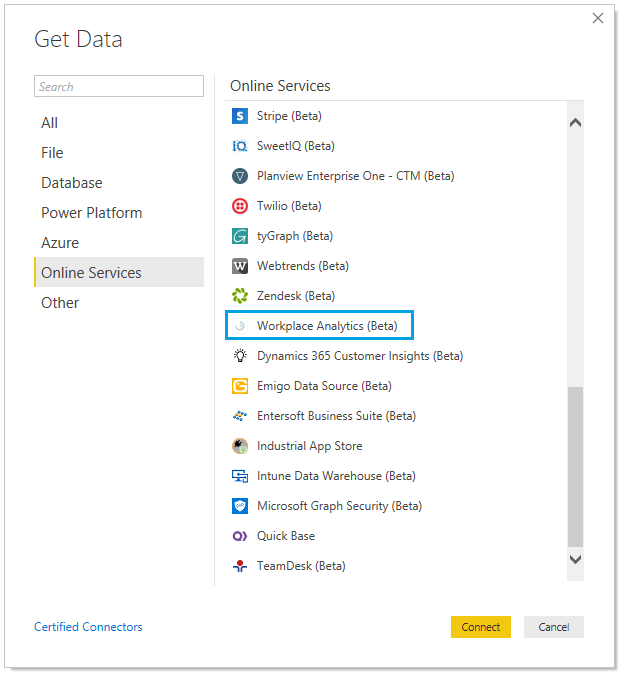 Get Data
Search
All
File
Database
Power Platform
Azure
Online Services
Other
Online Services
Stripe (Beta)
SweetIQ (Beta)
Planview Enterprise One - CTM (Beta)
Twilio (Beta)
tyGraph (Beta)
Webtrends (Beta)
Zendesk (Beta)
Workplace Analytics (Beta)
Dynamics 365 Customer Insights (Beta)
Emigo Data Source (Beta)
Entersoft Business Suite (Beta)
Industrial App Store
Intune Data Warehouse (Beta)
Microsoft Graph Security (Beta)
Quick Base
TeamDesk (Beta)
Certified Connectors
Connect
Cancel